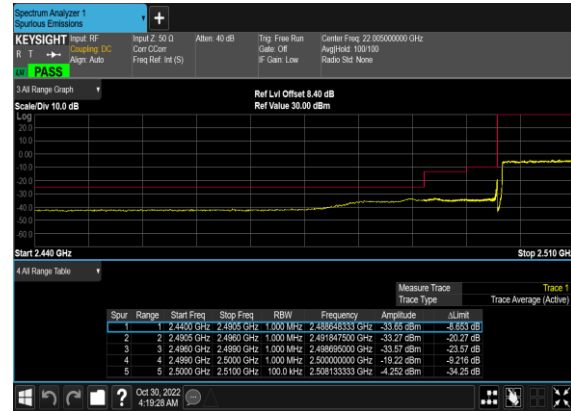 Spectrum Analyzer 1
Spurious Emissions
KEYSIGHT
R T
LXI PASS
Input: RF
Coupling: DC
Align: Auto
Input Z: 50 Ω
Corr CCorr
Freq Ref: Int (S)
Atten: 40 dB
Trig: Free Run
Gate: Off
IF Gain: Low
Center Freq: 22.005000000 GHz
Avg|Hold: 100/100
Radio Std: None
3 All Range Graph
Scale/Div 10.0 dB
Ref Lvl Offset 8.40 dB
Ref Value 30.00 dBm
Log
20.0
10.0
0.00
-10.0
-20.0
-30.0
-40.0
-50.0
-60.0
Start 2.440 GHz
Stop 2.510 GH
4 All Range Table
Measure Trace Trace 1
Trace Type Trace Average (Active)
Spur Range Start Freq Stop Freq RBW Frequency Amplitude ΔLimit
1 1 2.4400 GHz 2.4905 GHz 1.000 MHz 2.488648333 GHz -33.65 dBm -8.653 dB
2 2 2.4905 GHz 2.4960 GHz 1.000 MHz 2.491847500 GHz -33.27 dBm -20.27 dB
3 3 2.4960 GHz 2.4990 GHz 1.000 MHz 2.498695000 GHz -33.57 dBm -23.57 dB
4 4 2.4990 GHz 2.5000 GHz 1.000 MHz 2.500000000 GHz -19.22 dBm -9.216 dB
5 5 2.5000 GHz 2.5100 GHz 100.0 kHz 2.508133333 GHz -4.252 dBm -34.25 dB
Oct 30, 2022
4:19:28 AM